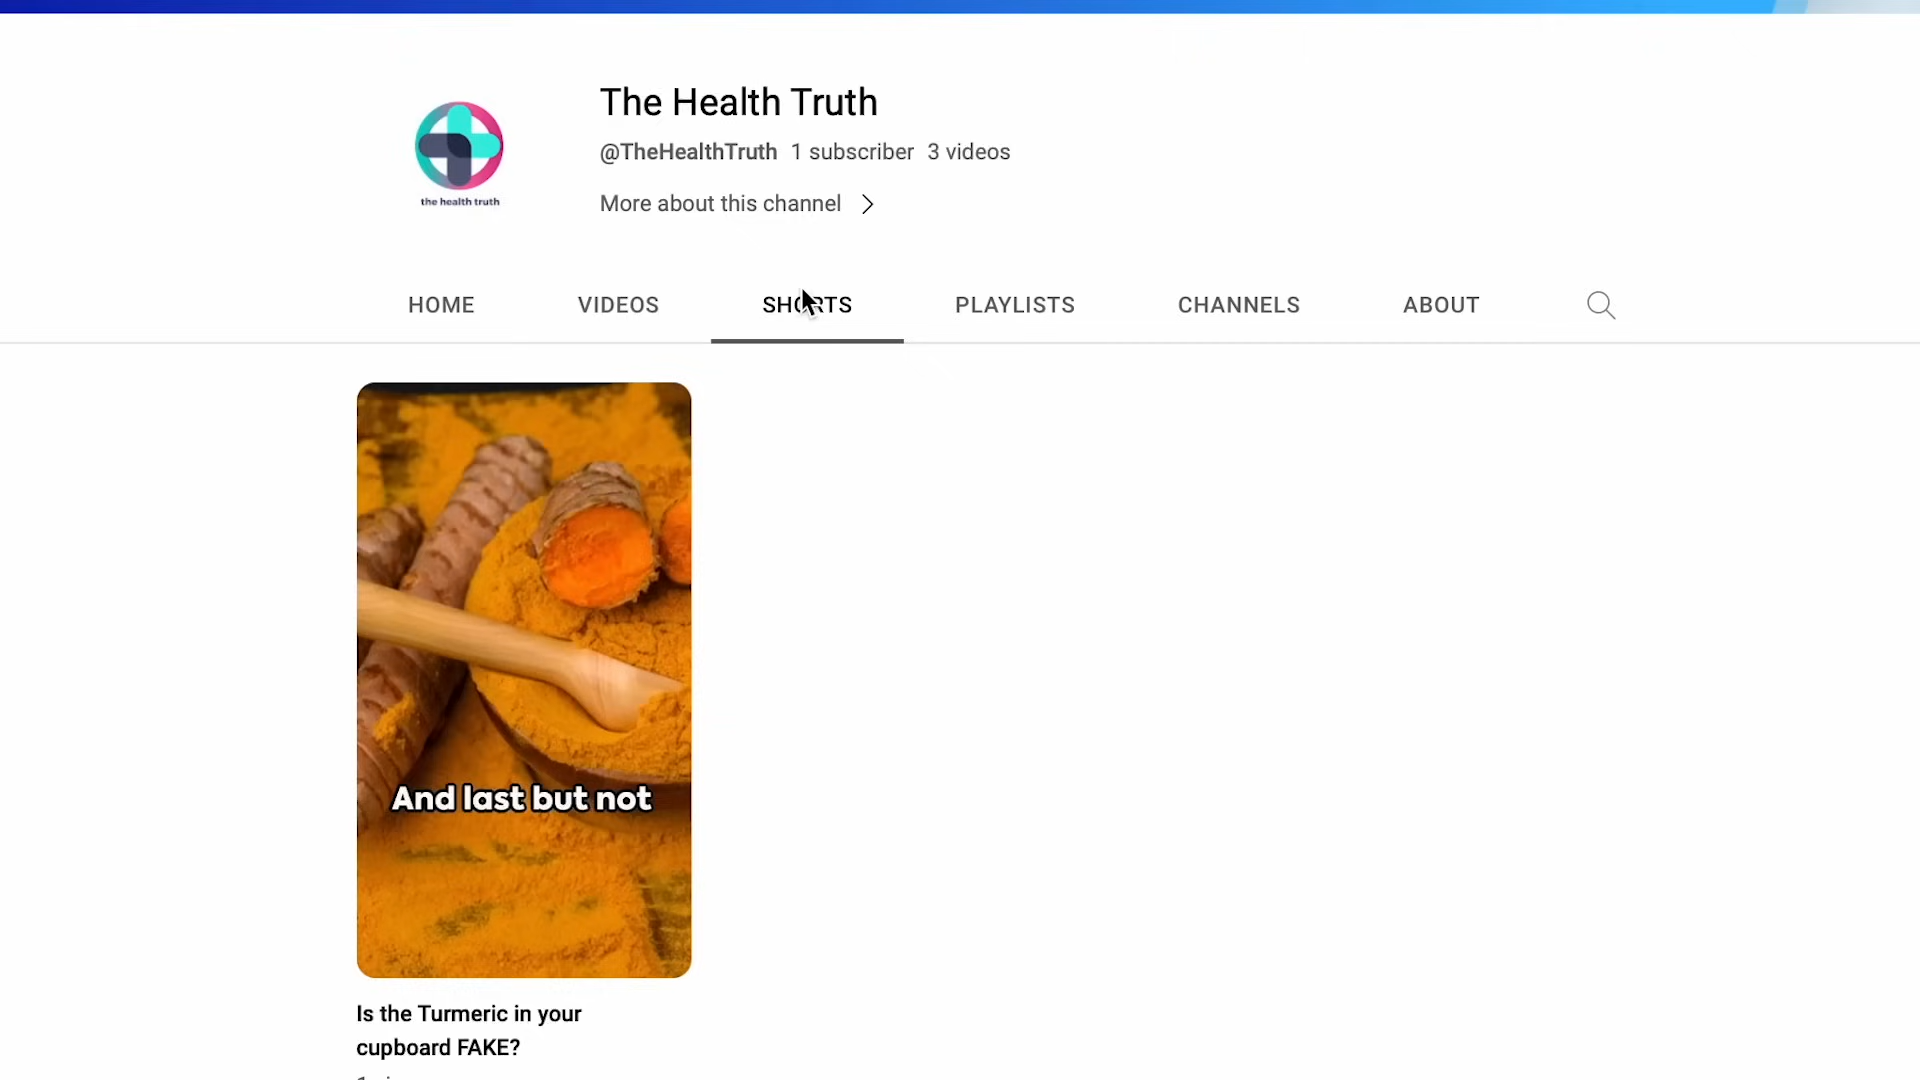 The Health Truth
the health truth
@TheHealthTruth 1 subscriber 3 videos
More about this channel
HOME VIDEOS SHORTS PLAYLISTS CHANNELS ABOUT
And last but not
Is the Turmeric in your
cupboard FAKE?